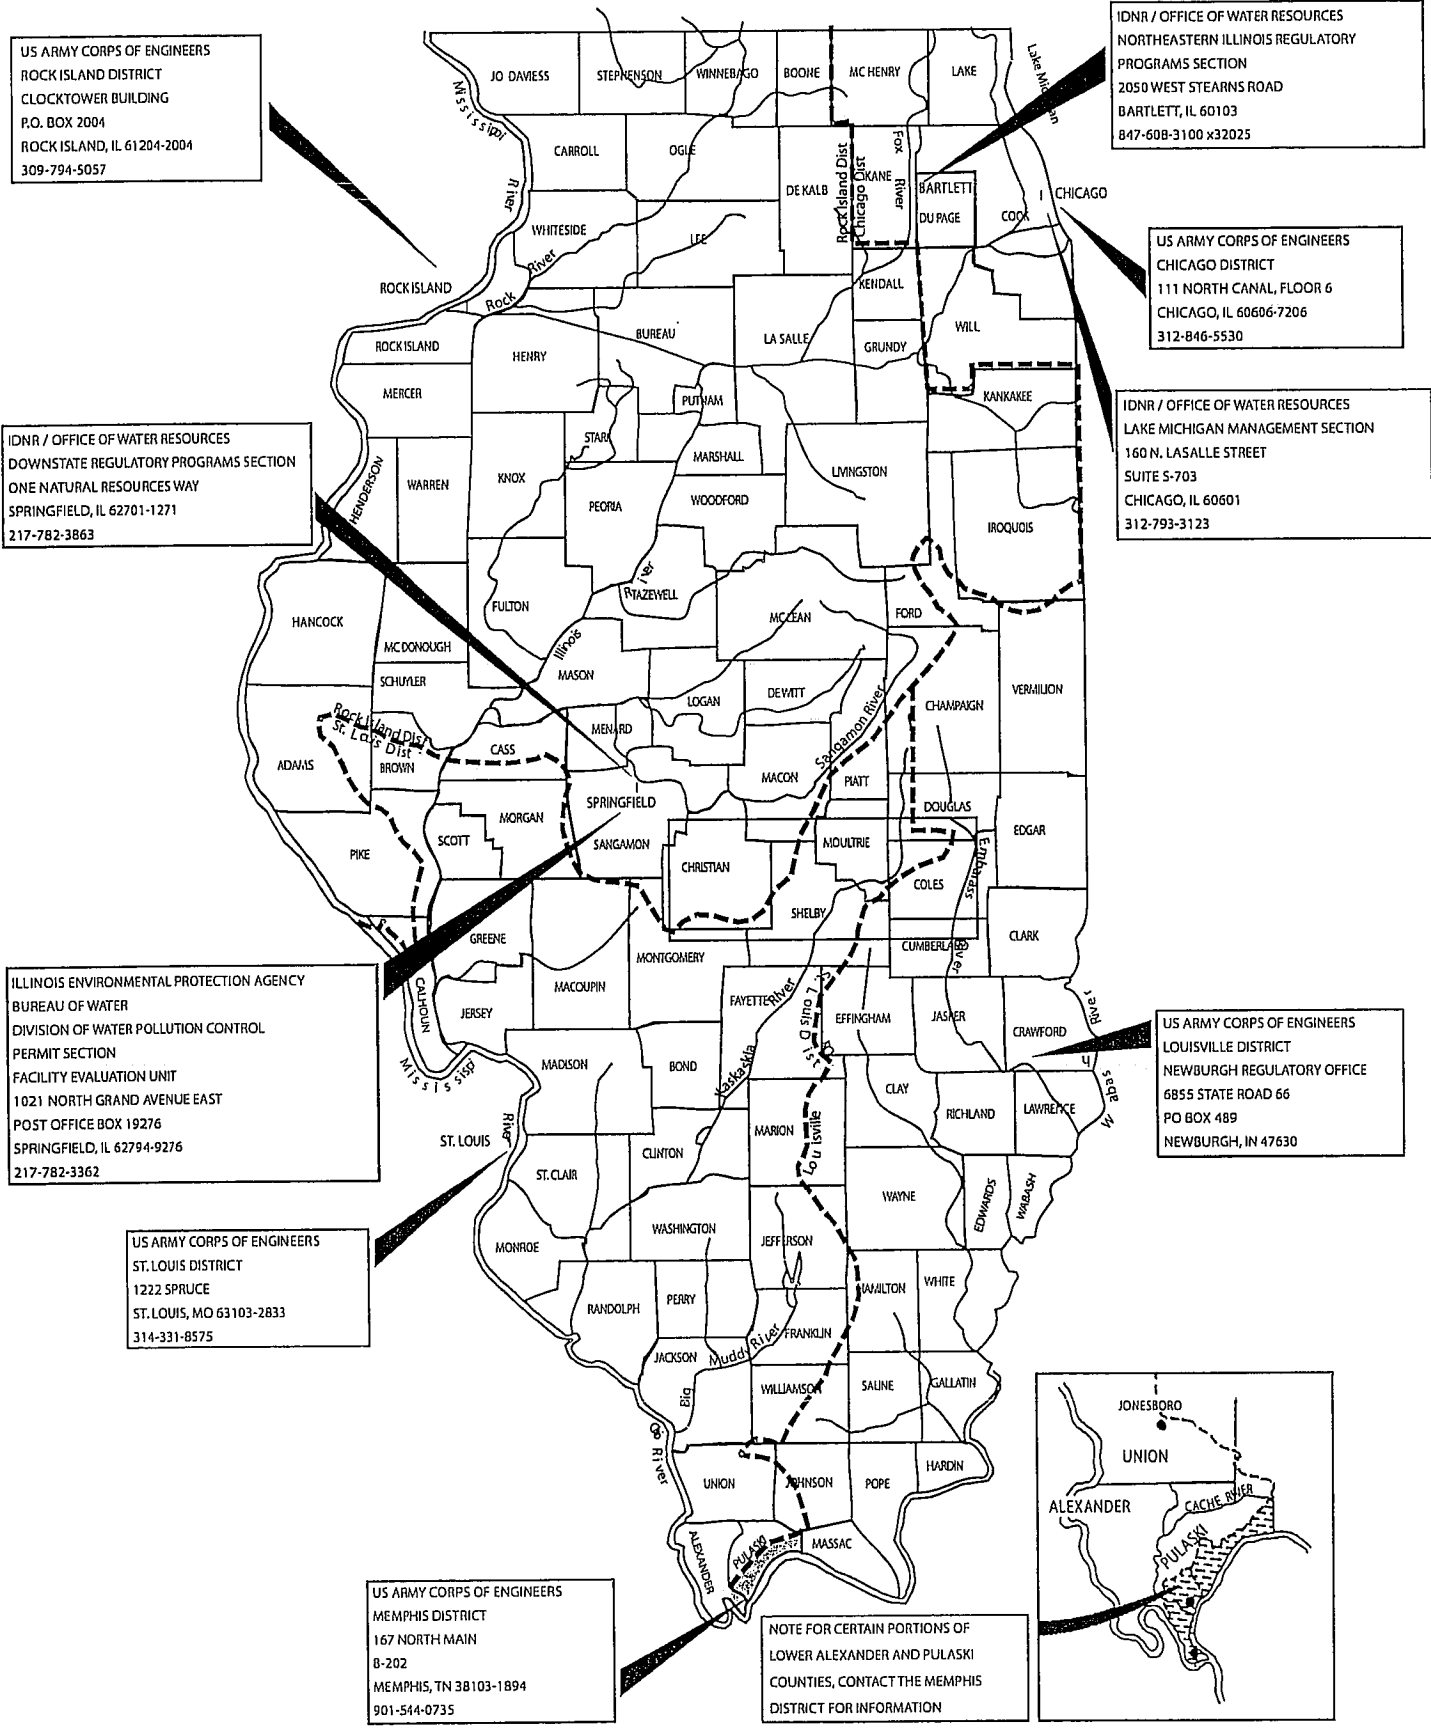 US ARMY CORPS OF ENGINEERS
ROCK ISLAND DISTRICT
CLOCKTOWER BUILDING
P.O. BOX 2004
ROCK ISLAND, IL 61204-2004
309-794-5057
IDNR / OFFICE OF WATER RESOURCES
NORTHEASTERN ILLINOIS REGULATORY
PROGRAMS SECTION
2050 WEST STEARNS ROAD
BARTLETT, IL 60103
847-608-3100 x32025
US ARMY CORPS OF ENGINEERS
CHICAGO DISTRICT
111 NORTH CANAL, FLOOR 6
CHICAGO, IL 60606-7206
312-846-5530
IDNR / OFFICE OF WATER RESOURCES
LAKE MICHIGAN MANAGEMENT SECTION
160 N. LASALLE STREET
SUITE S-703
CHICAGO, IL 60601
312-793-3123
IDNR / OFFICE OF WATER RESOURCES
DOWNSTATE REGULATORY PROGRAMS SECTION
ONE NATURAL RESOURCES WAY
SPRINGFIELD, IL 62701-1271
217-782-3863
ILLINOIS ENVIRONMENTAL PROTECTION AGENCY
BUREAU OF WATER
DIVISION OF WATER POLLUTION CONTROL
PERMIT SECTION
FACILITY EVALUATION UNIT
1021 NORTH GRAND AVENUE EAST
POST OFFICE BOX 19276
SPRINGFIELD, IL 62794-9276
217-782-3362
US ARMY CORPS OF ENGINEERS
LOUISVILLE DISTRICT
NEWBURGH REGULATORY OFFICE
6855 STATE ROAD 66
PO BOX 489
NEWBURGH, IN 47630
US ARMY CORPS OF ENGINEERS
ST. LOUIS DISTRICT
1222 SPRUCE
ST. LOUIS, MO 63103-2833
314-331-8575
US ARMY CORPS OF ENGINEERS
MEMPHIS DISTRICT
167 NORTH MAIN
B-202
MEMPHIS, TN 38103-1894
901-544-0735
NOTE FOR CERTAIN PORTIONS OF
LOWER ALEXANDER AND PULASKI
COUNTIES, CONTACT THE MEMPHIS
DISTRICT FOR INFORMATION
JO DAVIESS
STEPHENSON
WINNEBAGO
BOONE
MC HENRY
LAKE
Mississippi
River
CARROLL
OGLE
DE KALB
Rock Island Dist
Chicago Dist
KANE
Fox
River
BARTLETT
DU PAGE
COOK
CHICAGO
WHITESIDE
LEE
River
Rock
ROCK ISLAND
KENDALL
WILL
ROCK ISLAND
HENRY
BUREAU
LA SALLE
GRUNDY
MERCER
PUTNAM
KANKAKEE
STARK
HENDERSON
WARREN
KNOX
PEORIA
MARSHALL
WOODFORD
LIVINGSTON
IROQUOIS
HANCOCK
MC DONOUGH
FULTON
TAZEWELL
MCLEAN
FORD
Illinois
River
SCHUYLER
MASON
LOGAN
DEWITT
CHAMPAIGN
VERMILION
Rock Island Dist
St. Louis Dist
ADAMS
BROWN
CASS
MENARD
Sangamon River
MACON
PIATT
PIKE
SCOTT
MORGAN
SPRINGFIELD
SANGAMON
CHRISTIAN
MOULTRIE
DOUGLAS
EDGAR
COLES
Embarass
River
SHELBY
CUMBERLAND
CLARK
GREENE
MONTGOMERY
CALHOUN
JERSEY
MACOUPIN
FAYETTE
River
Kaskaskia
EFFINGHAM
JASPER
CRAWFORD
River
MADISON
BOND
CLAY
RICHLAND
LAWRENCE
Mississippi
River
ST. LOUIS
ST. CLAIR
CLINTON
MARION
Louisville
WAYNE
EDWARDS
WABASH
MONROE
WASHINGTON
JEFFERSON
RANDOLPH
PERRY
HAMILTON
WHITE
FRANKLIN
JACKSON
Muddy River
Big
WILLIAMSON
SALINE
GALLATIN
River
UNION
JOHNSON
POPE
HARDIN
ALEXANDER
PULASKI
MASSAC
JONESBORO
UNION
ALEXANDER
CACHE RIVER
PULASKI